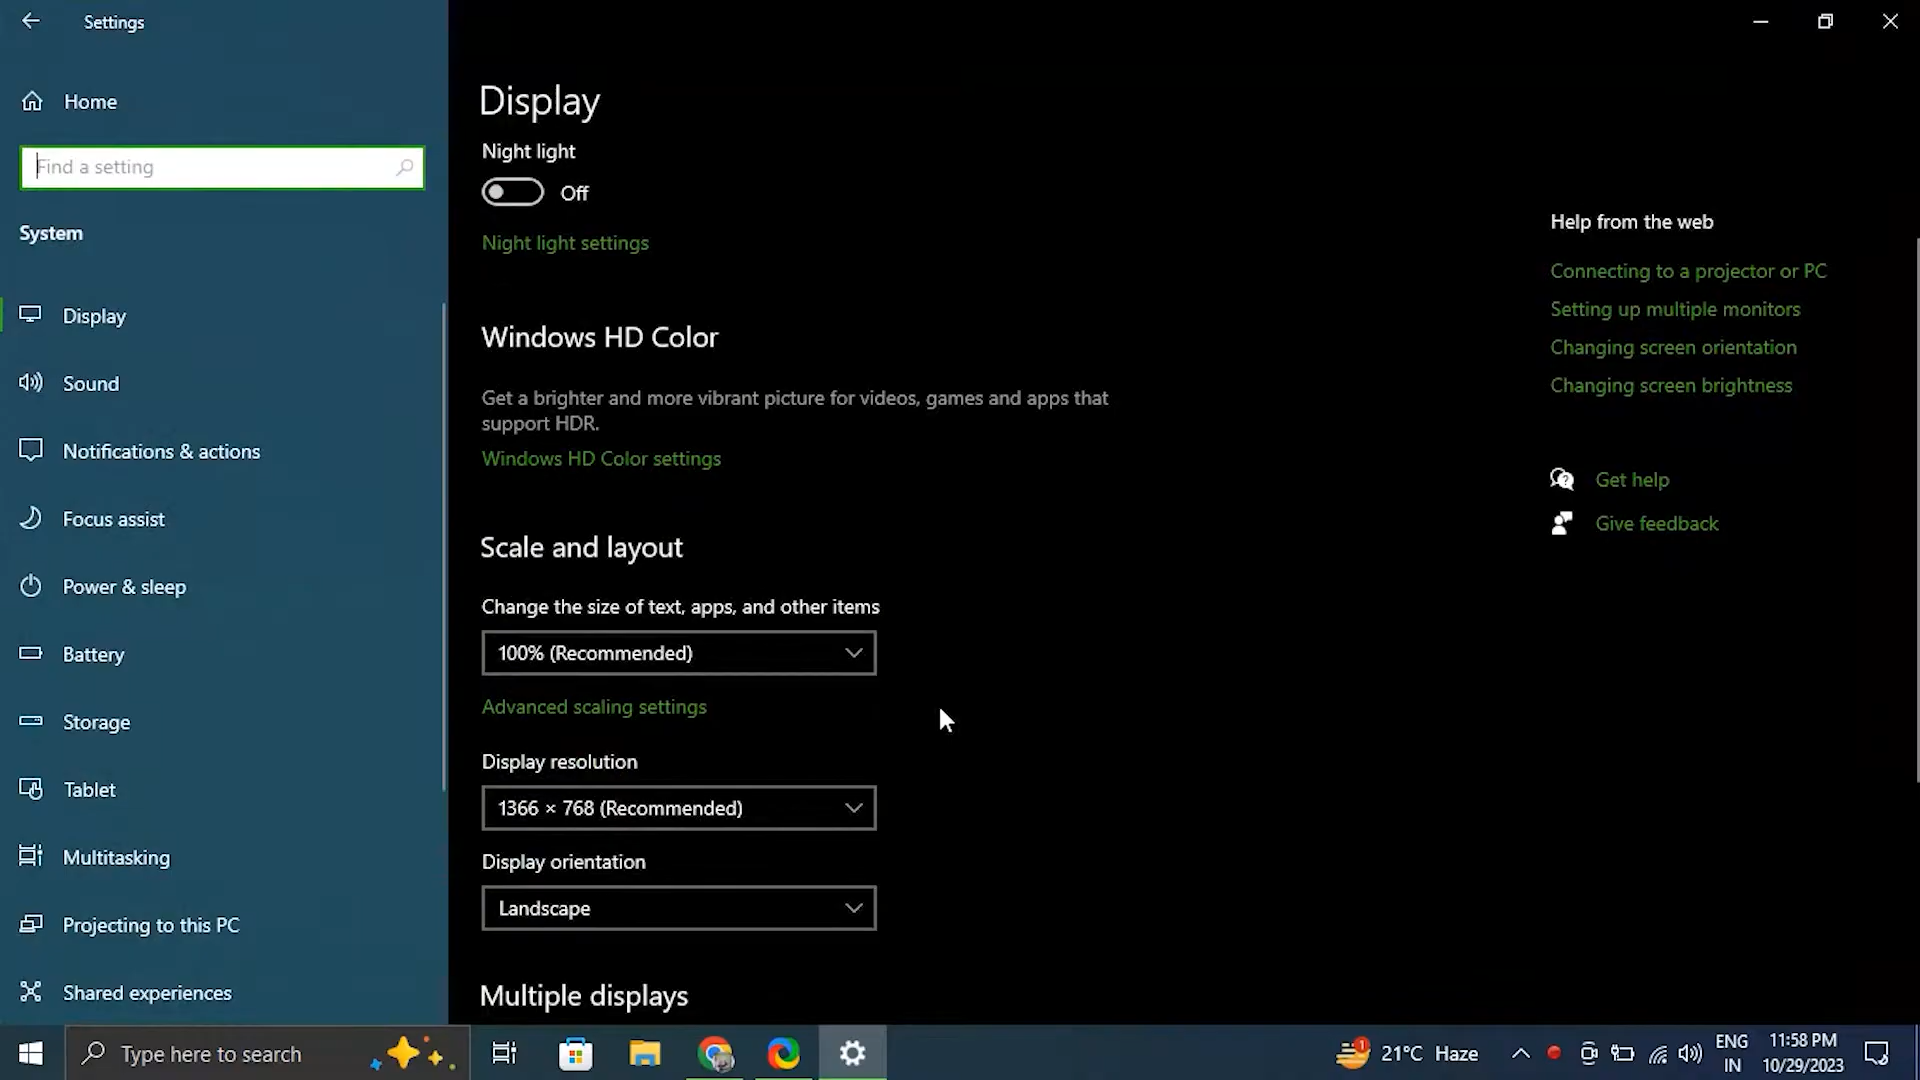 Settings
Home
Find a setting
System
Display
Sound
Notifications & actions
Focus assist
Power & sleep
Battery
Storage
Tablet
Multitasking
Projecting to this PC
Shared experiences
Display
Night light
Off
Night light settings
Windows HD Color
Get a brighter and more vibrant picture for videos, games and apps that
support HDR.
Windows HD Color settings
Scale and layout
Change the size of text, apps, and other items
100% (Recommended)
Advanced scaling settings
Display resolution
1366 × 768 (Recommended)
Display orientation
Landscape
Multiple displays
Help from the web
Connecting to a projector or PC
Setting up multiple monitors
Changing screen orientation
Changing screen brightness
Get help
Give feedback
Type here to search
1
21°C Haze
ENG
IN
11:58 PM
10/29/2023